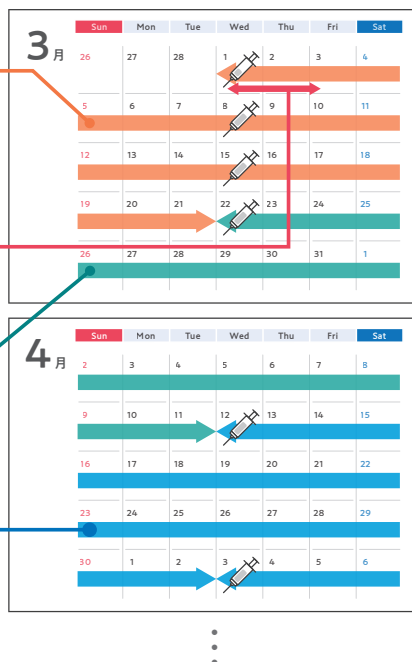 3月
Sun Mon Tue Wed Thu Fri Sat
26 27 28 1 2 3 4
5 6 7 8 9 10 11
12 13 14 15 16 17 18
19 20 21 22 23 24 25
26 27 28 29 30 31 1
4月
Sun Mon Tue Wed Thu Fri Sat
2 3 4 5 6 7 8
9 10 11 12 13 14 15
16 17 18 19 20 21 22
23 24 25 26 27 28 29
30 1 2 3 4 5 6